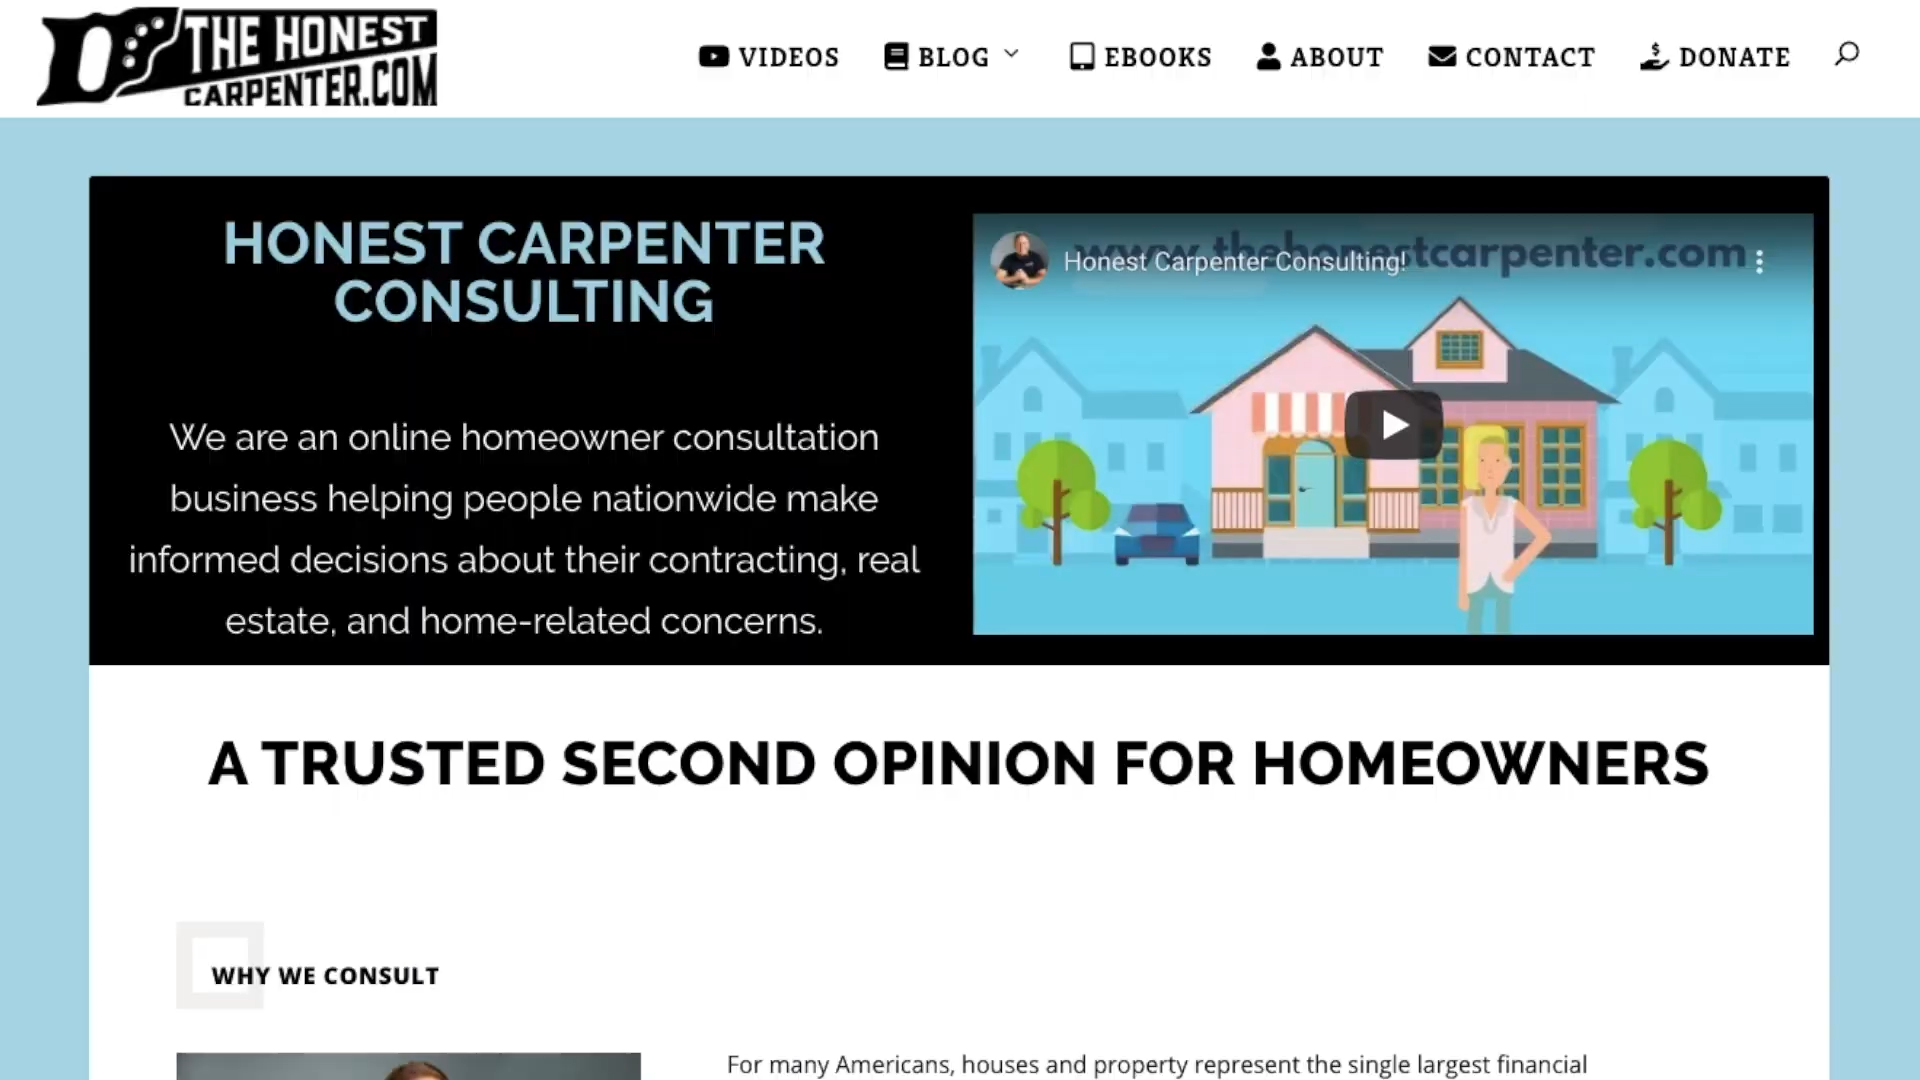 THE HONEST
CARPENTER.COM
VIDEOS
BLOG
EBOOKS
ABOUT
CONTACT
DONATE
HONEST CARPENTER
CONSULTING
We are an online homeowner consultation
business helping people nationwide make
informed decisions about their contracting, real
estate, and home-related concerns.
www.thehonestcarpenter.com
Honest Carpenter Consulting!
A TRUSTED SECOND OPINION FOR HOMEOWNERS
WHY WE CONSULT
For many Americans, houses and property represent the single largest financial